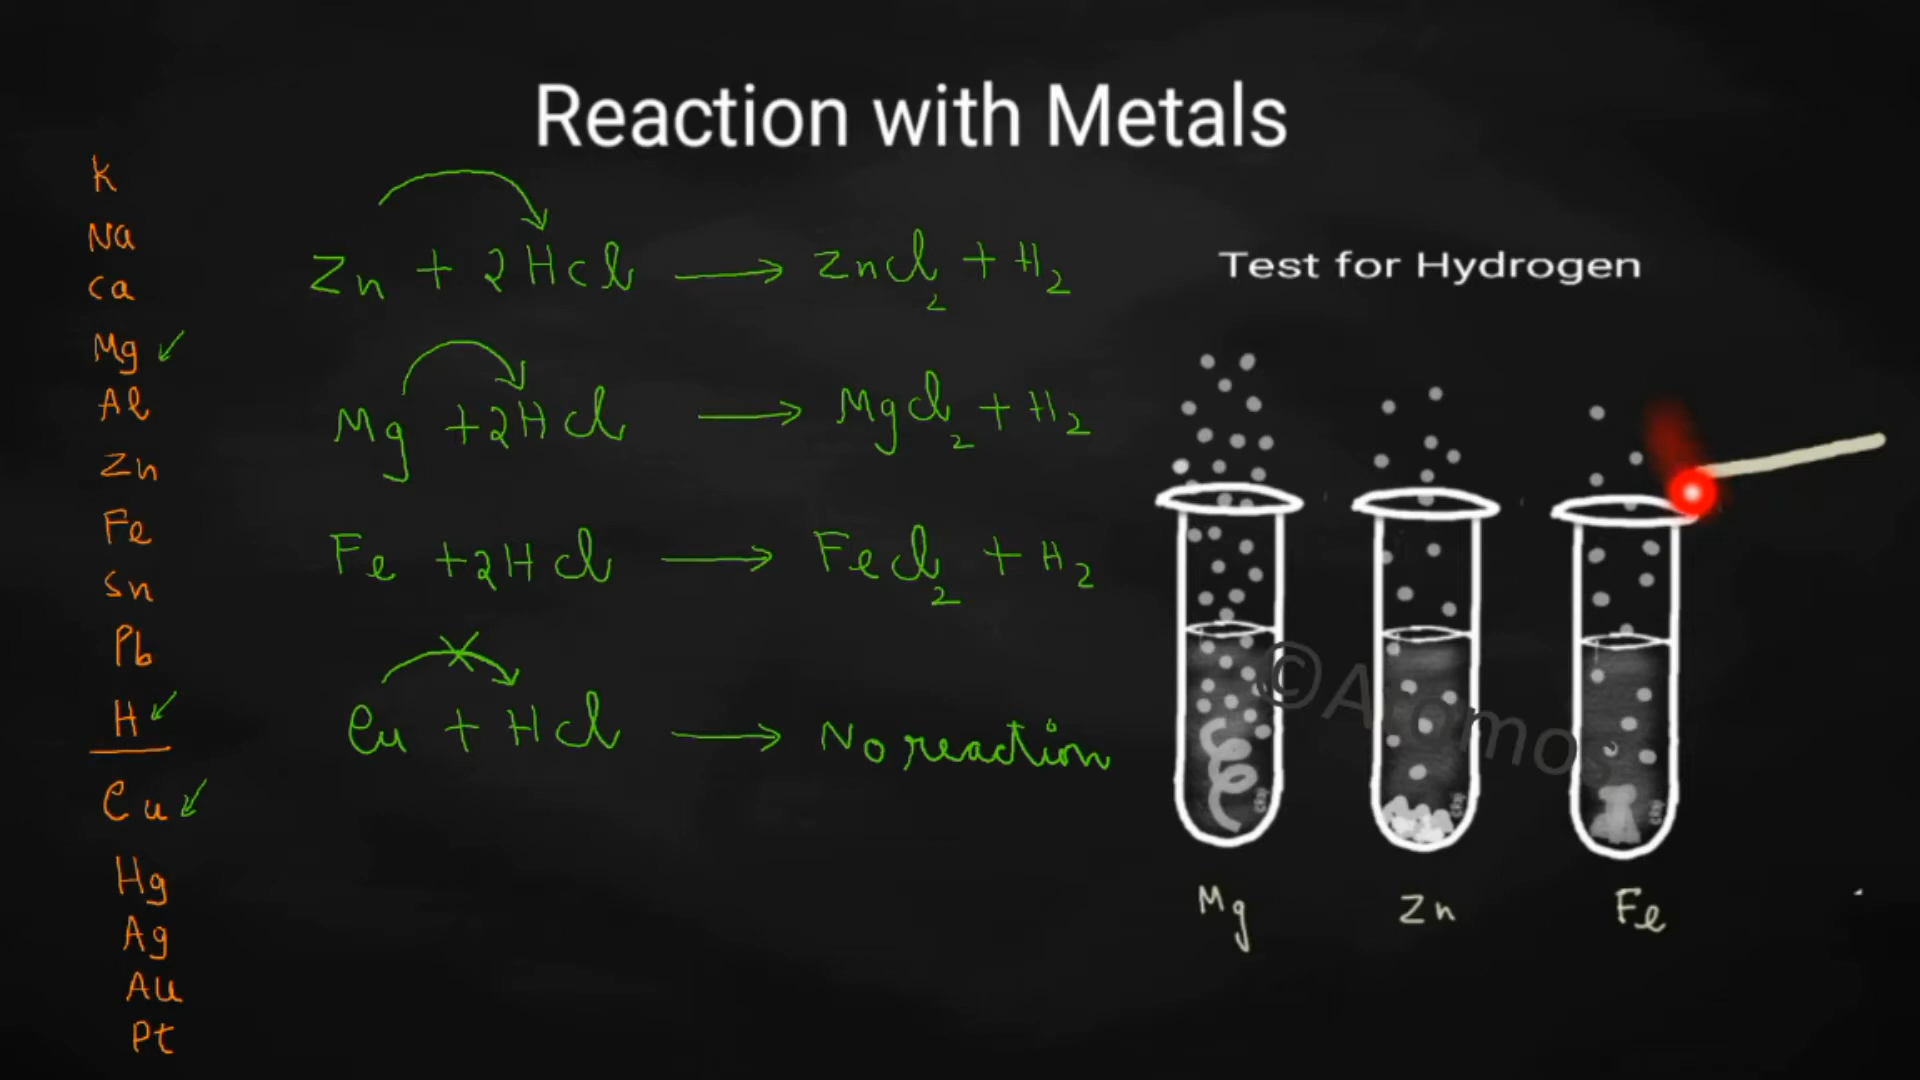 Reaction with Metals
K
Na
Ca
Mg ✓
Al
Zn
Fe
Sn
Pb
H ✓
Cu ✓
Hg
Ag
Au
Pt
Zn + 2HCl → ZnCl₂ + H₂
Mg +2HCl → MgCl₂ + H₂
Fe +2HCl → FeCl₂ + H₂
Cu + HCl → No reaction
Test for Hydrogen
©Atomos
Mg
Zn
Fe